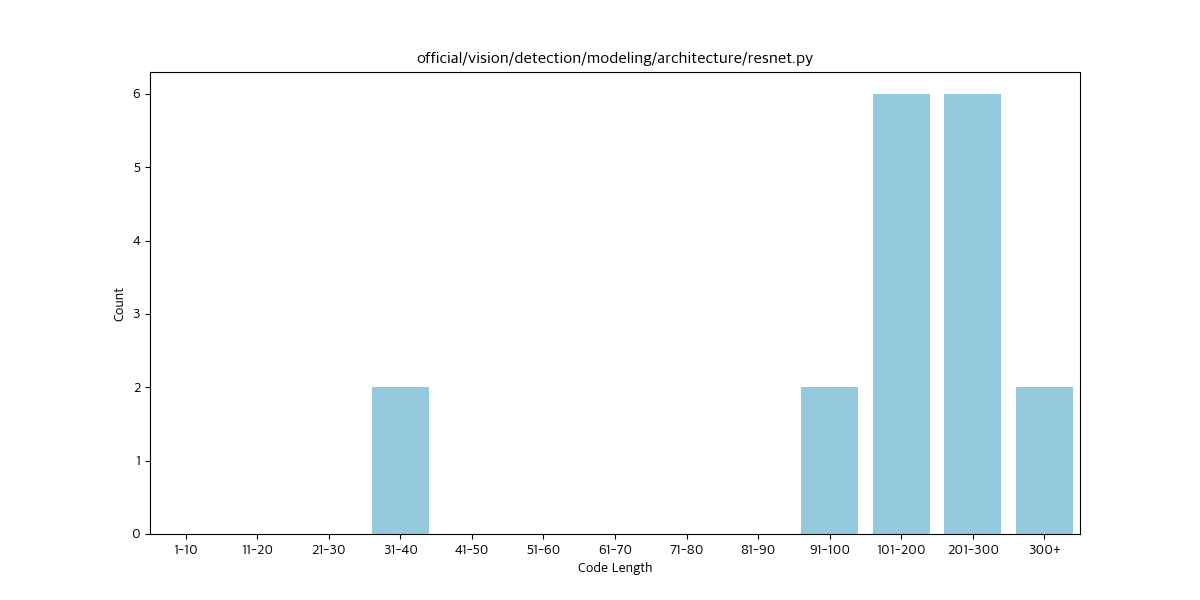 official/vision/detection/modeling/architecture/resnet.py
6
5
4
3
2
1
0
Count
1-10 11-20 21-30 31-40 41-50 51-60 61-70 71-80 81-90 91-100 101-200 201-300 300+
Code Length